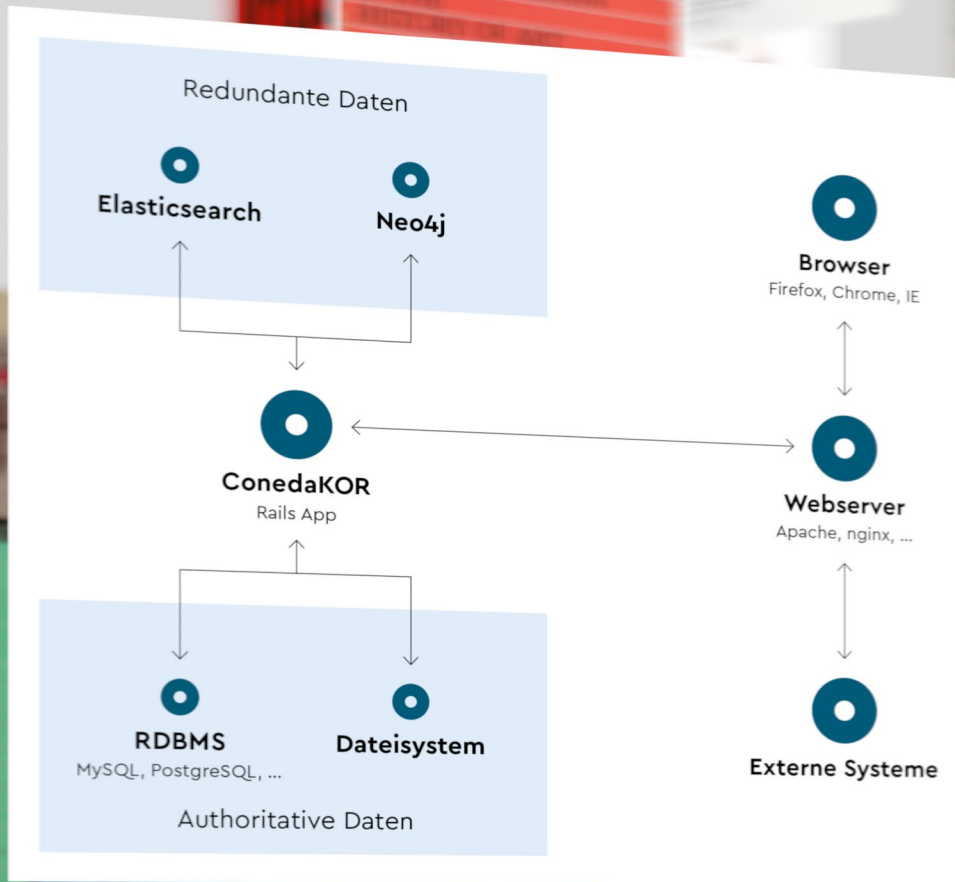 Redundante Daten
Elasticsearch
Neo4j
Browser
Firefox, Chrome, IE
ConedaKOR
Rails App
Webserver
Apache, nginx, ...
RDBMS
MySQL, PostgreSQL, ...
Dateisystem
Externe Systeme
Authoritative Daten